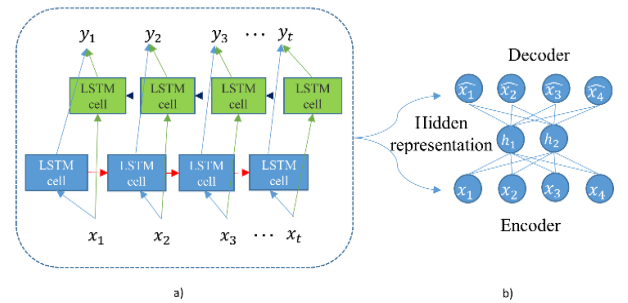 y₁ y₂ y₃ ⋯ yₜ
LSTM cell LSTM cell LSTM cell LSTM cell
LSTM cell LSTM cell LSTM cell LSTM cell
x₁ x₂ x₃ ⋯ xₜ
a)
Decoder
x̂₁ x̂₂ x̂₃ x̂₄
Hidden
representation
h₁ h₂
x₁ x₂ x₃ x₄
Encoder
b)